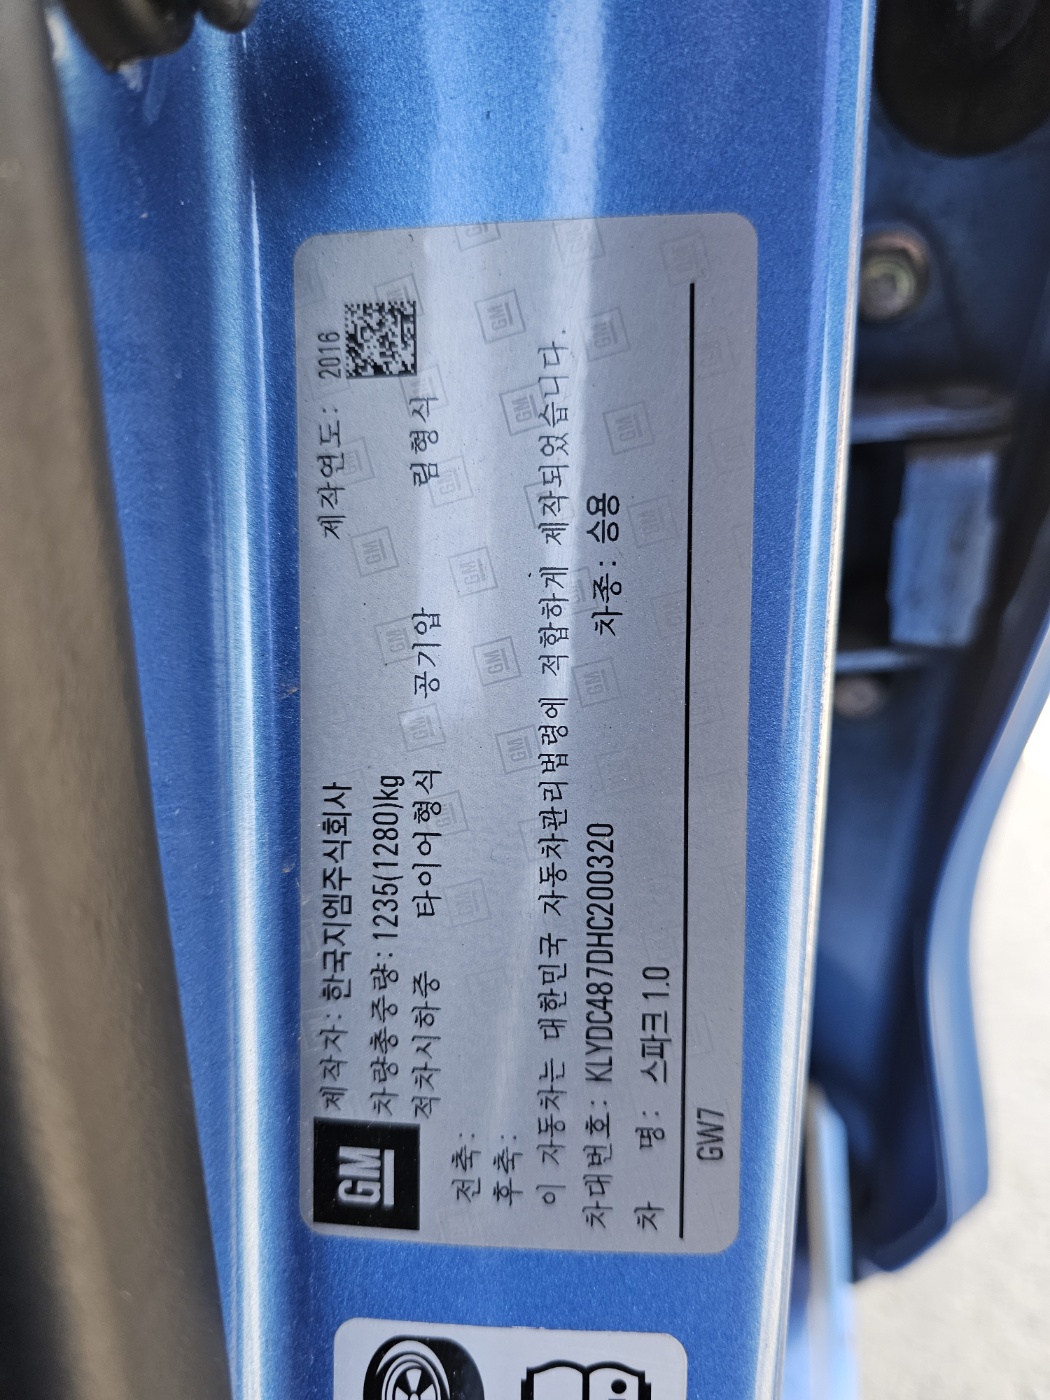 GM
제작자: 한국지엠주식회사 제작연도: 2016
차량총중량: 1235(1280)kg
적차시하중 타이어형식 공기압 림형식
전축:
후축:
이 자동차는 대한민국 자동차관리법령에 적합하게 제작되었습니다.
차대번호: KLYDC487DHC200320 차종: 승용
차 명: 스파크 1.0
GW7